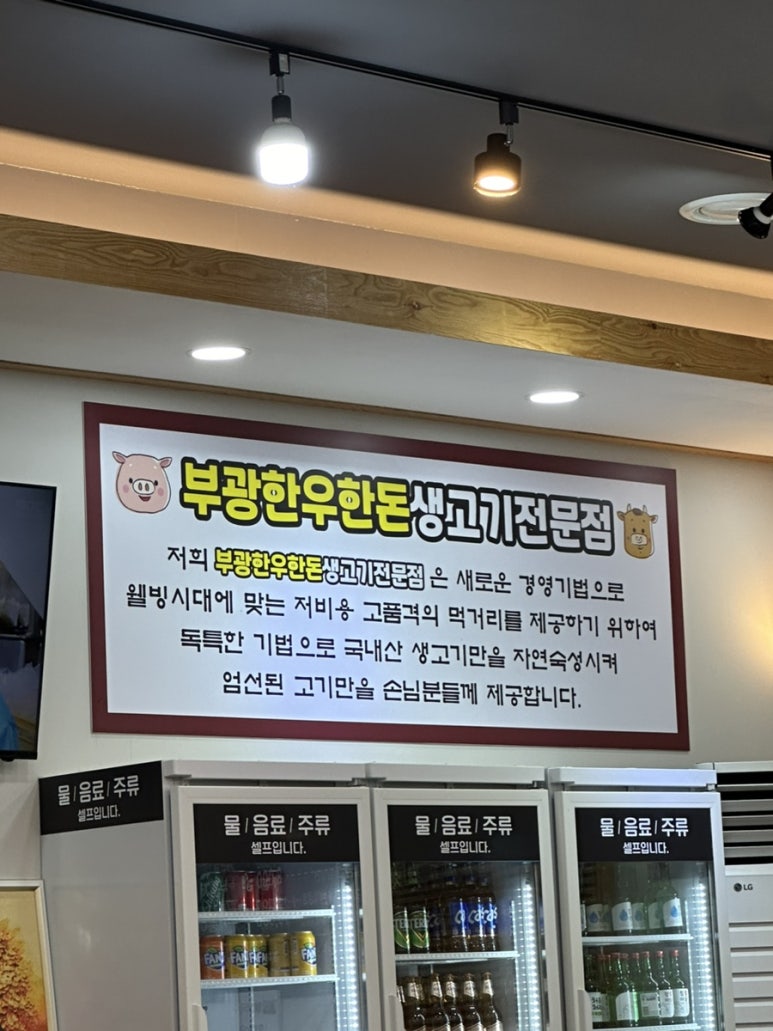 부광한우한돈생고기전문점
저희 부광한우한돈생고기전문점 은 새로운 경영기법으로
웰빙시대에 맞는 저비용 고품격의 먹거리를 제공하기 위하여
독특한 기법으로 국내산 생고기만을 자연숙성시켜
엄선된 고기만을 손님분들께 제공합니다.
물/음료/주류
셀프입니다.
물/음료/주류
셀프입니다.
물/음료/주류
셀프입니다.
물/음료/주류
셀프입니다.
LG